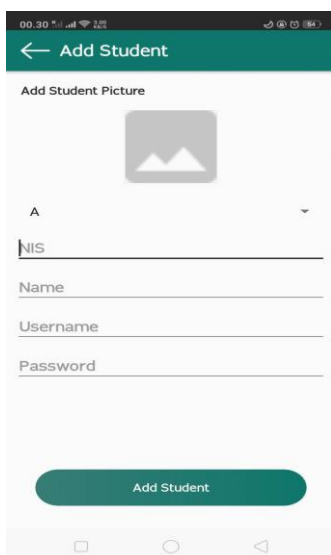 00.30
Add Student
Add Student Picture
A
NIS
Name
Username
Password
Add Student